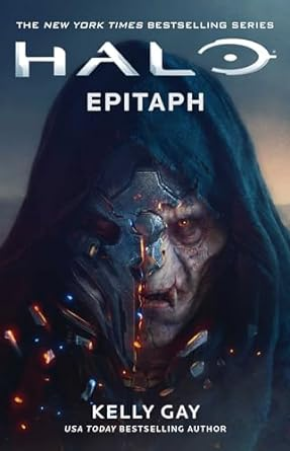 THE NEW YORK TIMES BESTSELLING SERIES
HALO
EPITAPH
KELLY GAY
USA TODAY BESTSELLING AUTHOR